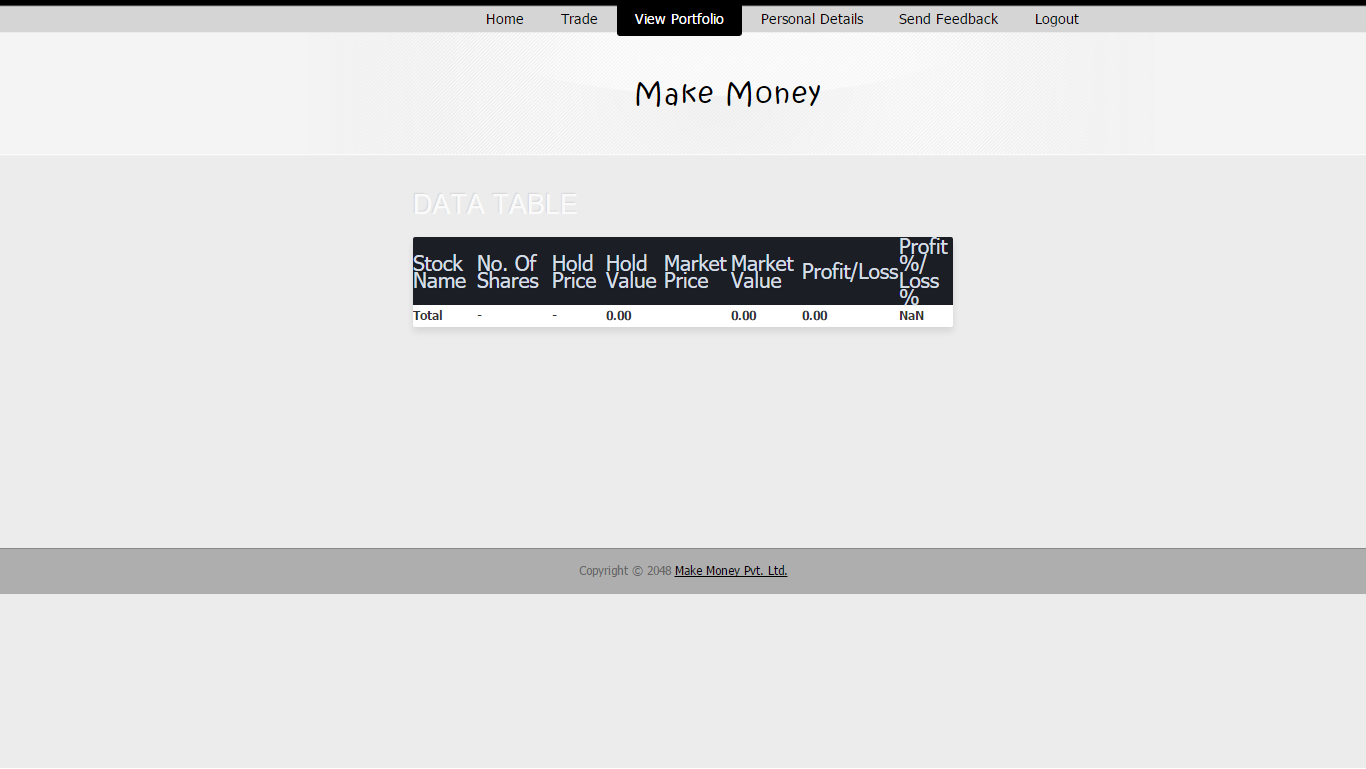 Home Trade View Portfolio Personal Details Send Feedback Logout
Make Money
DATA TABLE
Stock Name No. Of Shares Hold Price Hold Value Market Price Market Value Profit/Loss Profit %/ Loss %
Total - - 0.00 0.00 0.00 NaN
Copyright © 2048 Make Money Pvt. Ltd.